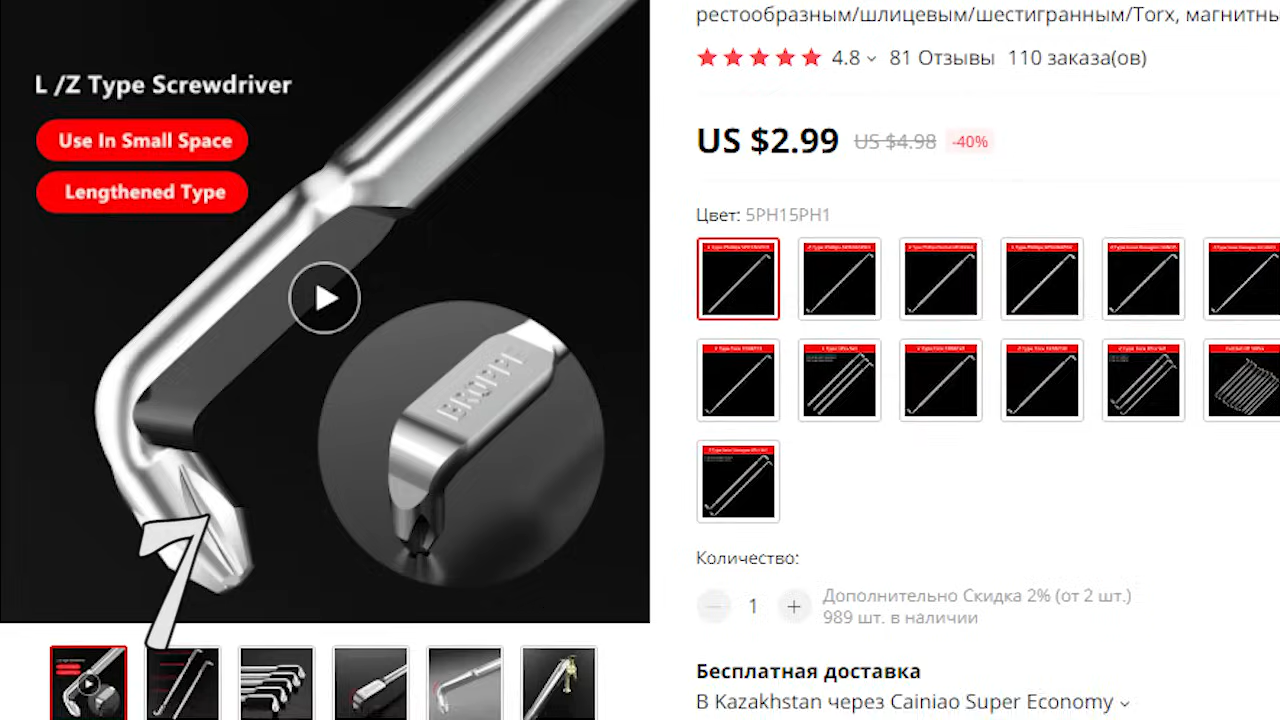 L /Z Type Screwdriver
Use In Small Space
Lengthened Type
BROPPE
7
рестообразным/шлицевым/шестигранным/Torx, магнитны
4.8
81 Отзывы
110 заказа(ов)
US $2.99
US $4.98
-40%
Цвет: 5PH15PH1
Количество:
1
+
Дополнительно Скидка 2% (от 2 шт.)
989 шт. в наличии
Бесплатная доставка
В Kazakhstan через Cainiao Super Economy